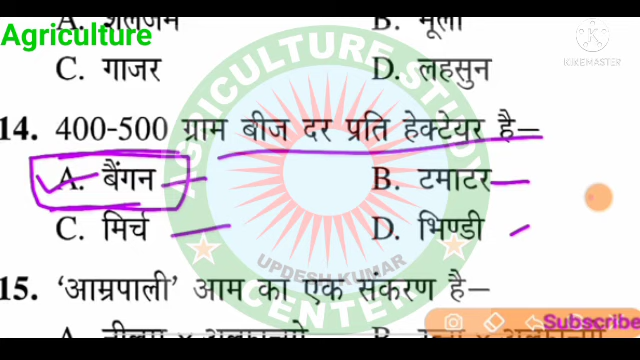 Agriculture
A. शलजम B. मूली
KINEMASTER
C. गाजर D. लहसुन
14. 400-500 ग्राम बीज दर प्रति हेक्टेयर है–
A. बैंगन B. टमाटर
C. मिर्च D. भिण्डी
AGRICULTURE STUDY CENTER
UPDESH KUMAR
15. 'आम्रपाली' आम का एक संकरण है–
Subscribe
A. B.